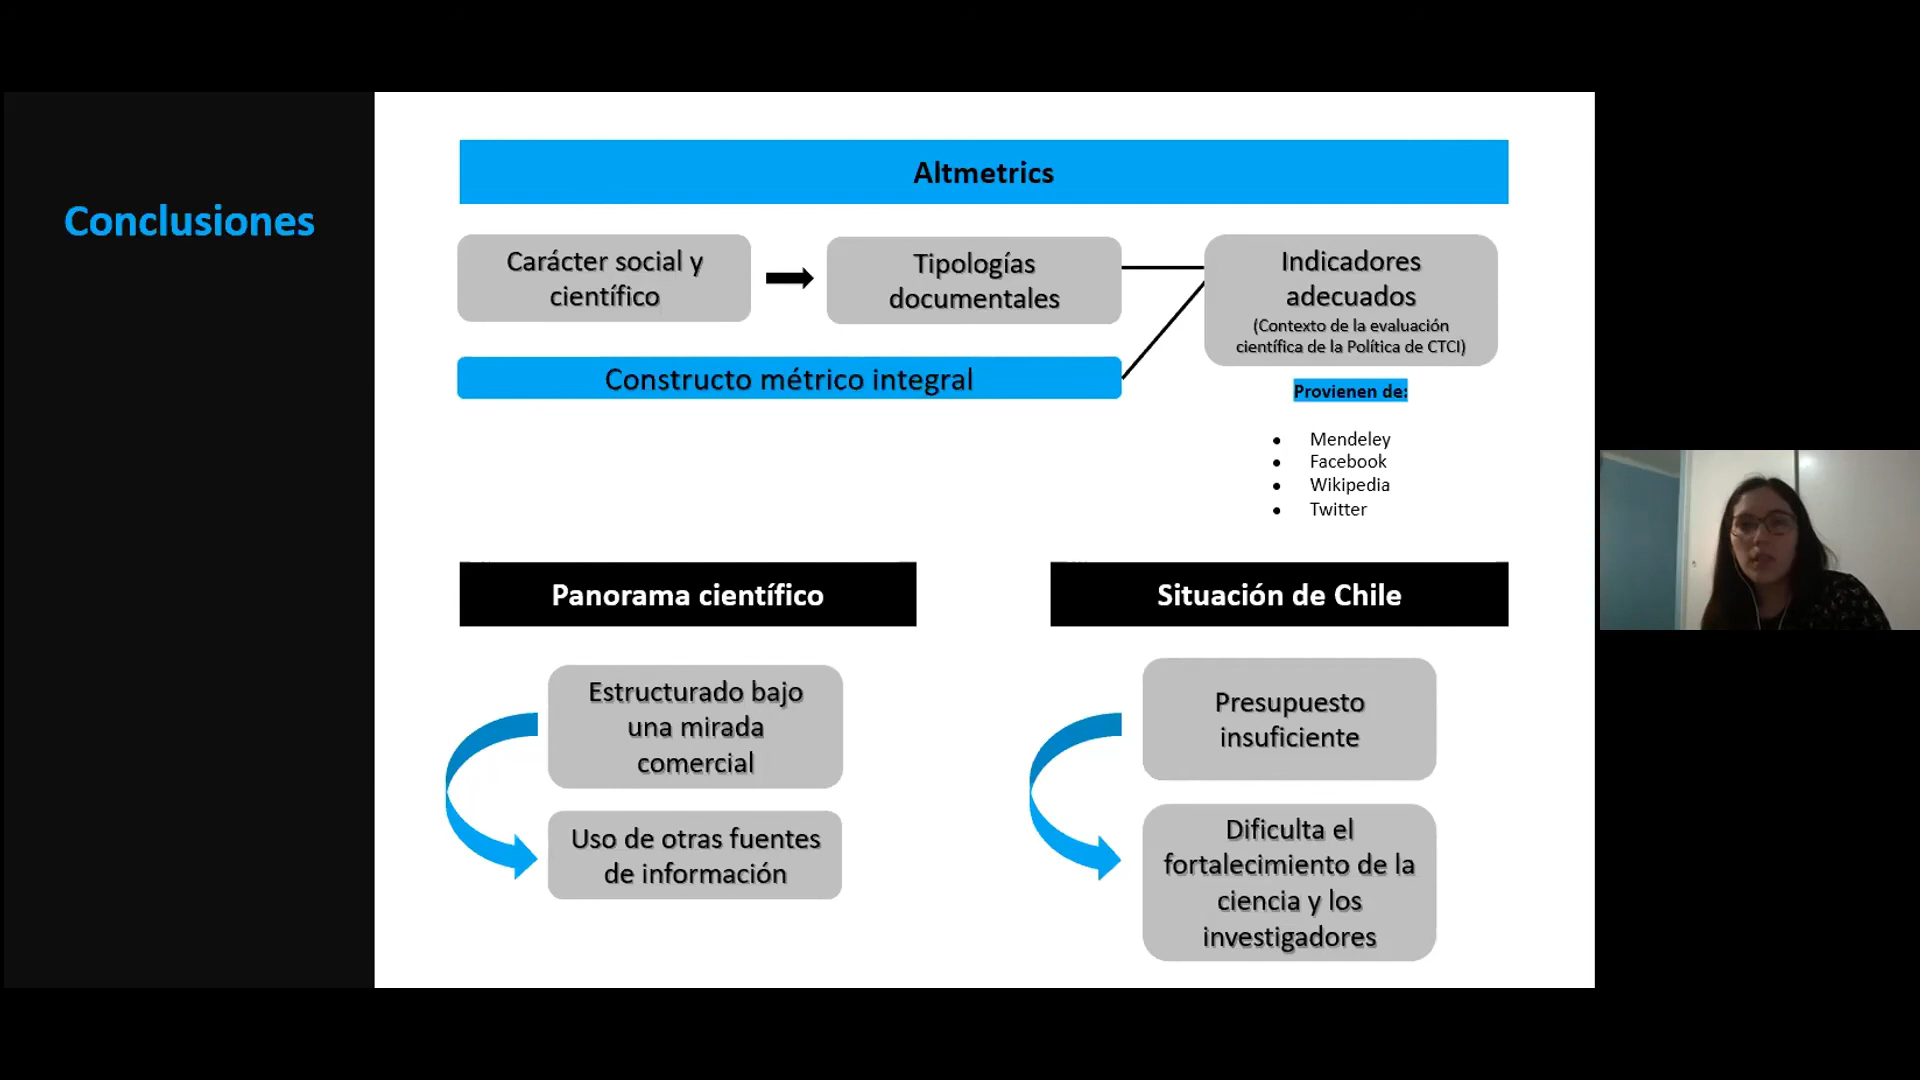 Conclusiones
Altmetrics
Carácter social y
científico
Tipologías
documentales
Indicadores
adecuados
(Contexto de la evaluación
científica de la Política de CTCI)
Constructo métrico integral
Provienen de:
• Mendeley
• Facebook
• Wikipedia
• Twitter
Panorama científico
Estructurado bajo
una mirada
comercial
Uso de otras fuentes
de información
Situación de Chile
Presupuesto
insuficiente
Dificulta el
fortalecimiento de la
ciencia y los
investigadores